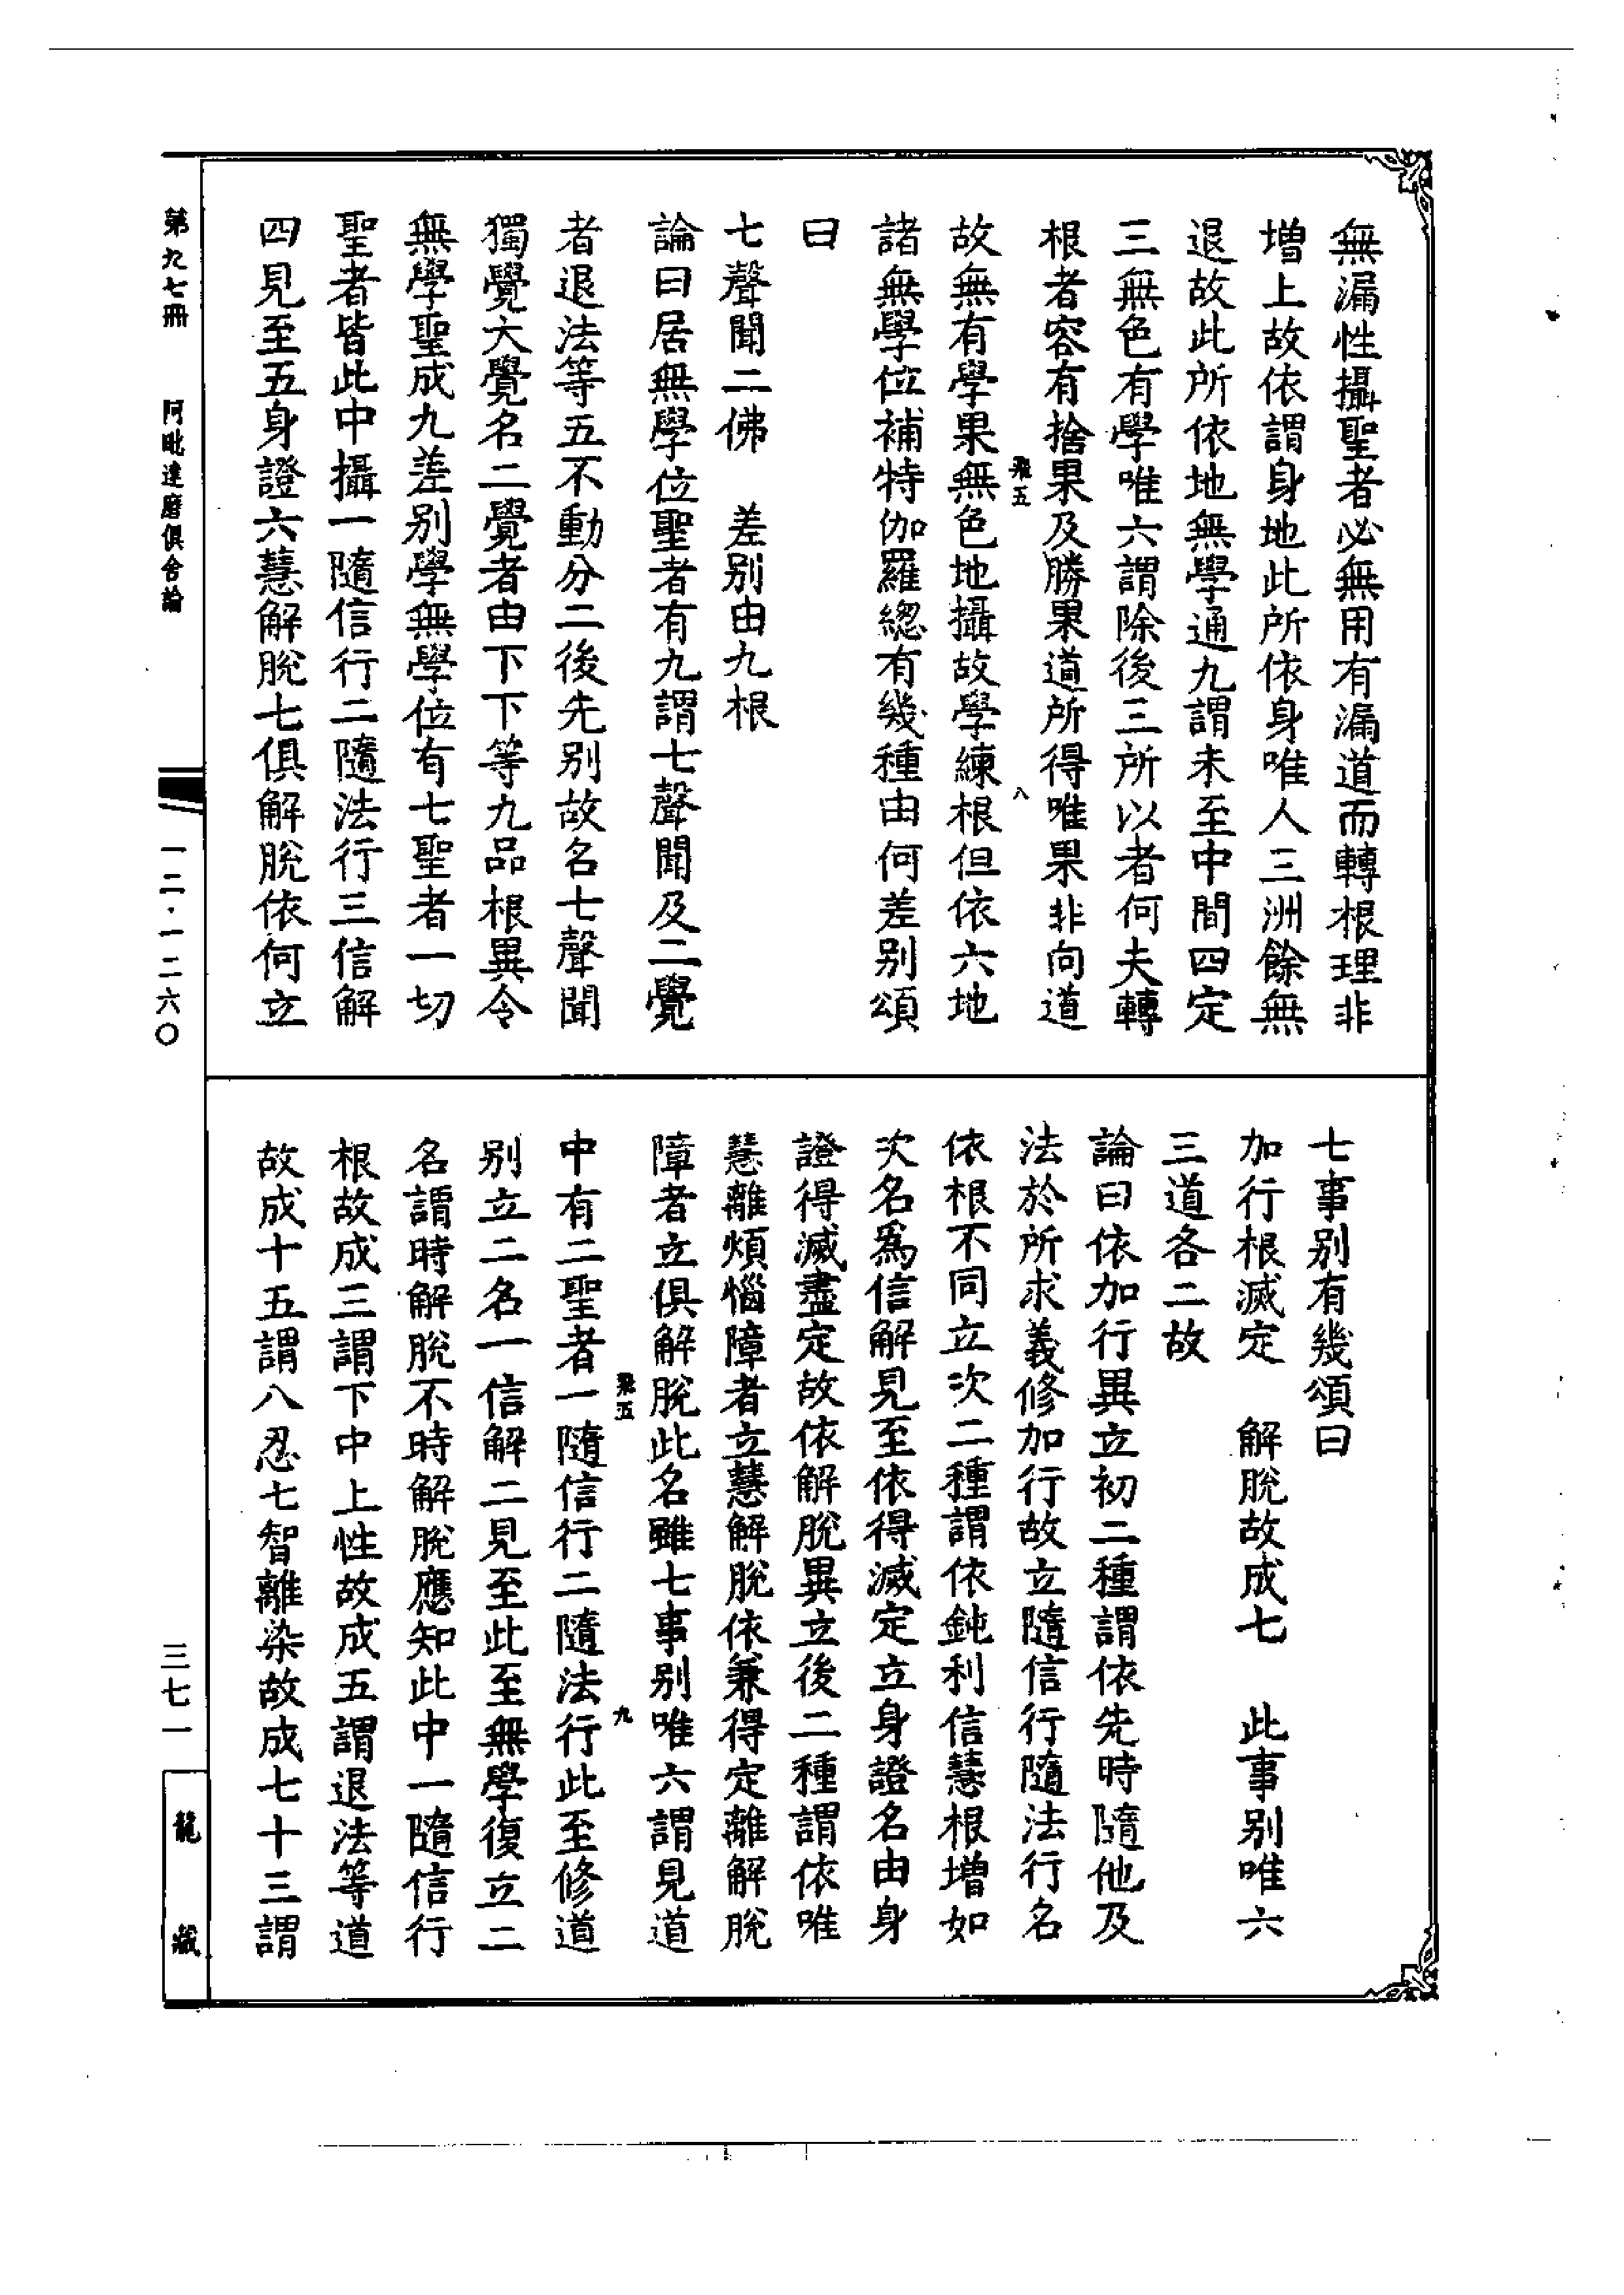 無漏性攝聖者必無用有漏道而轉根理非
增上故依謂身地此所依身唯人三洲餘無
退故此所依地無學通九謂未至中間四定
三無色有學唯六謂除後三所以者何夫轉
根者容有捨果及勝果道所得唯果非向道
飛五 八
故無有學果無色地攝故學練根但依六地
諸無學位補特伽羅總有幾種由何差別頌
曰
七聲聞二佛　差別由九根
論曰居無學位聖者有九謂七聲聞及二覺
者退法等五不動分二後先別故名七聲聞
獨覺大覺名二覺者由下下等九品根異令
無學聖成九差別學無學位有七聖者一切
聖者皆此中攝一隨信行二隨法行三信解
四見至五身證六慧解脫七俱解脫依何立
七事別有幾頌曰
加行根滅定　解脫故成七　此事別唯六
三道各二故
論曰依加行異立初二種謂依先時隨他及
法於所求義修加行故立隨信行隨法行名
依根不同立次二種謂依鈍利信慧根增如
次名為信解見至依得滅定立身證名由身
證得滅盡定故依解脫異立後二種謂依唯
慧離煩惱障者立慧解脫依兼得定離解脫
障者立俱解脫此名雖七事別唯六謂見道
飛五 九
中有二聖者一隨信行二隨法行此至修道
別立二名一信解二見至此至無學復立二
名謂時解脫不時解脫應知此中一隨信行
根故成三謂下中上性故成五謂退法等道
故成十五謂八忍七智離染故成七十三謂
第九七冊　阿毗達磨俱舍論　一二·一二六〇　三七一　龍藏